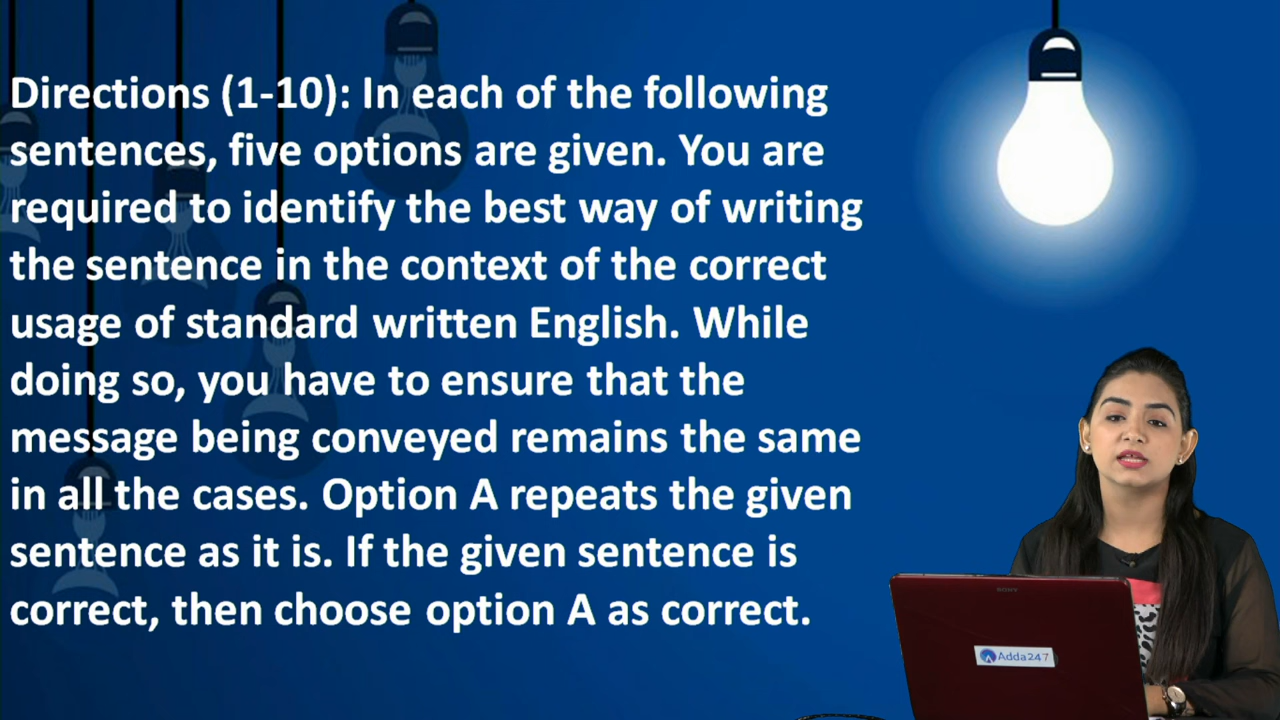 Directions (1-10): In each of the following
sentences, five options are given. You are
required to identify the best way of writing
the sentence in the context of the correct
usage of standard written English. While
doing so, you have to ensure that the
message being conveyed remains the same
in all the cases. Option A repeats the given
sentence as it is. If the given sentence is
correct, then choose option A as correct.
SONY
Adda247